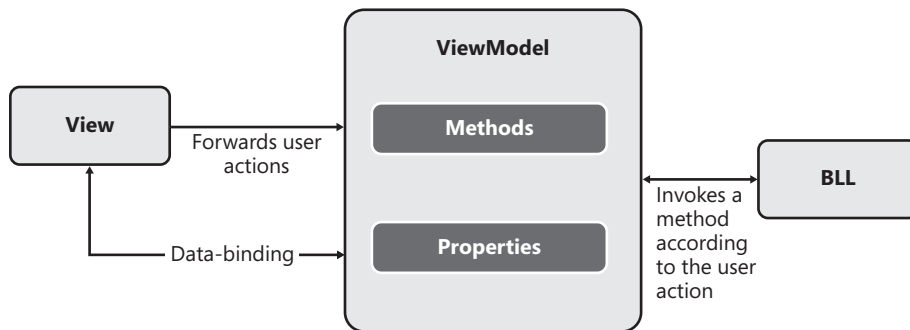 ViewModel
View
Methods
Forwards user
actions
BLL
Invokes a
method
according
to the user
action
Data-binding
Properties